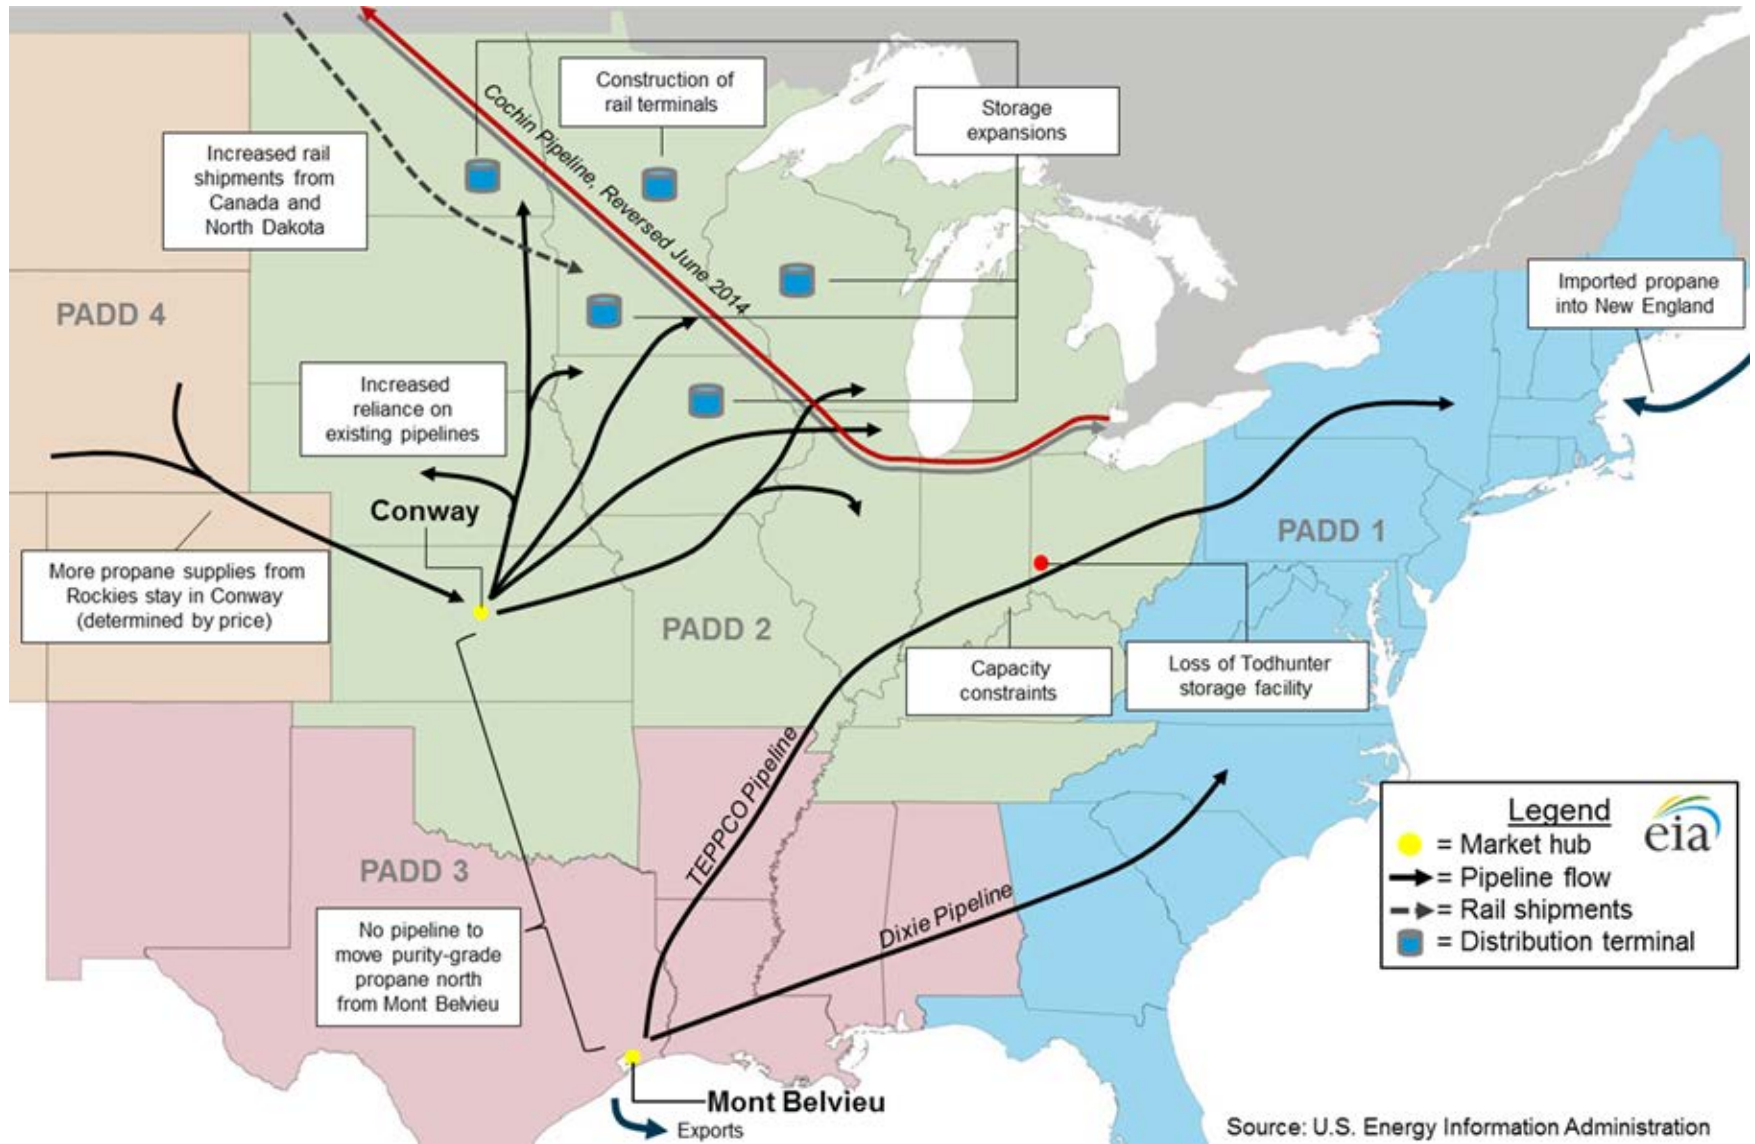 Construction of
rail terminals
Storage
expansions
Cochin Pipeline, Reversed June 2014
Increased rail
shipments from
Canada and
North Dakota
Imported propane
into New England
PADD 4
Increased
reliance on
existing pipelines
Conway
PADD 1
More propane supplies from
Rockies stay in Conway
(determined by price)
PADD 2
Capacity
constraints
Loss of Todhunter
storage facility
TEPPCO Pipeline
PADD 3
Dixie Pipeline
No pipeline to
move purity-grade
propane north
from Mont Belvieu
Legend
eia
= Market hub
= Pipeline flow
= Rail shipments
= Distribution terminal
Mont Belvieu
Exports
Source: U.S. Energy Information Administration